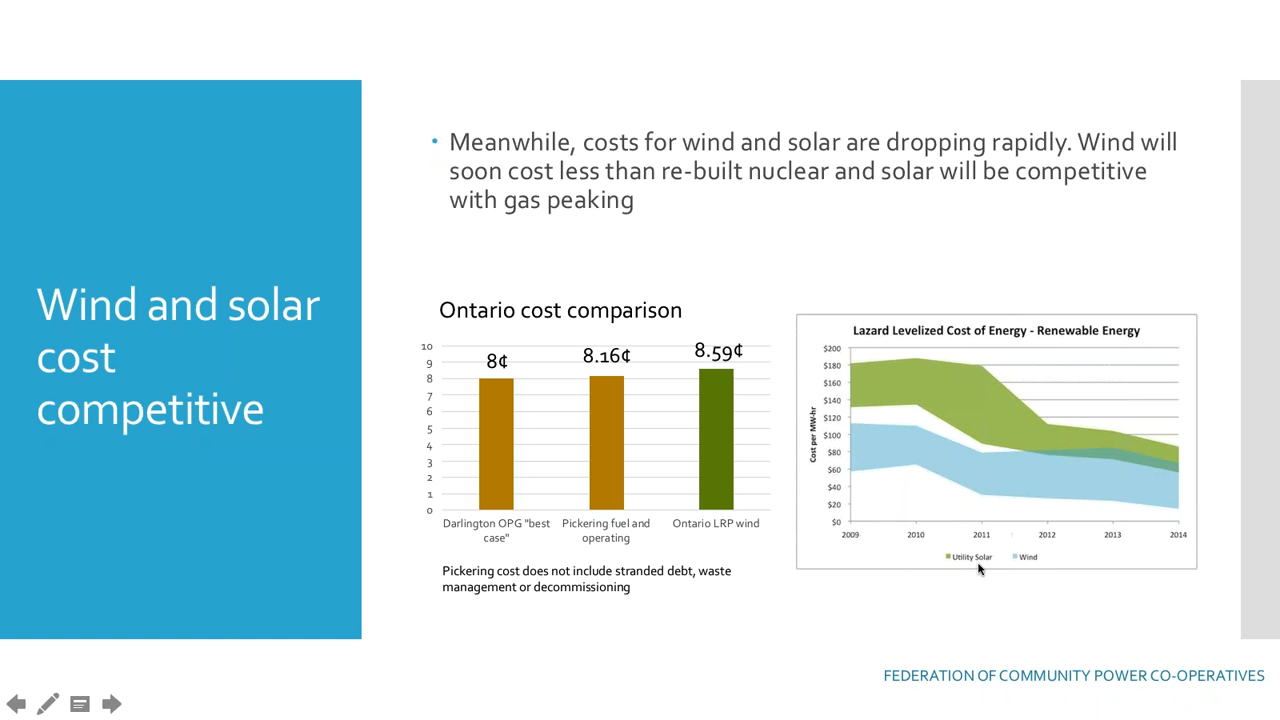 Wind and solar
cost
competitive
• Meanwhile, costs for wind and solar are dropping rapidly. Wind will
soon cost less than re-built nuclear and solar will be competitive
with gas peaking
Ontario cost comparison
10
9
8
7
6
5
4
3
2
1
0
8¢
8.16¢
8.59¢
Darlington OPG "best
case"
Pickering fuel and
operating
Ontario LRP wind
Pickering cost does not include stranded debt, waste
management or decommissioning
Lazard Levelized Cost of Energy - Renewable Energy
Cost per MW-hr
$200
$180
$160
$140
$120
$100
$80
$60
$40
$20
$0
2009
2010
2011
2012
2013
2014
Utility Solar
Wind
FEDERATION OF COMMUNITY POWER CO-OPERATIVES